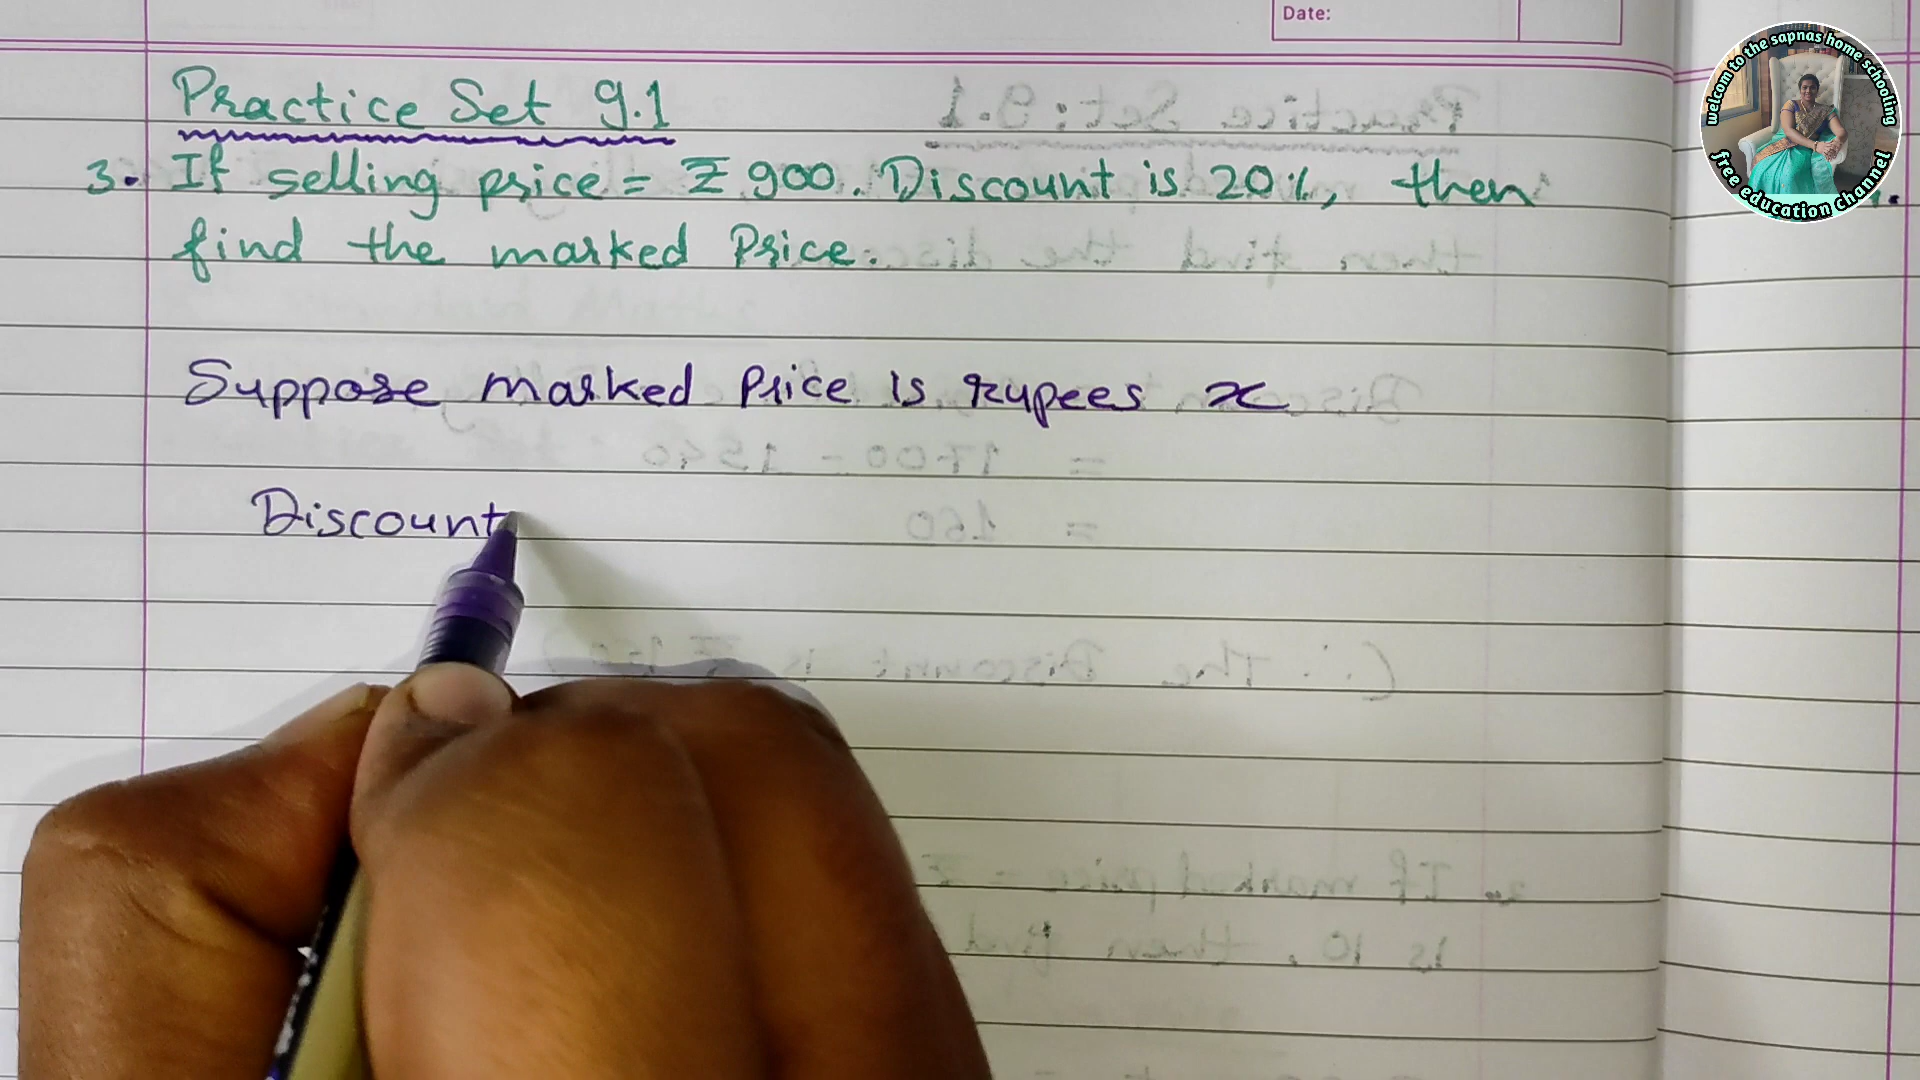 Date:
welcom to the sapnas home schooling
free education channel
Practice Set 9.1
3. If selling price = ₹ 900. Discount is 20%, then
find the marked Price.
Suppose marked Price is rupees x
Discount